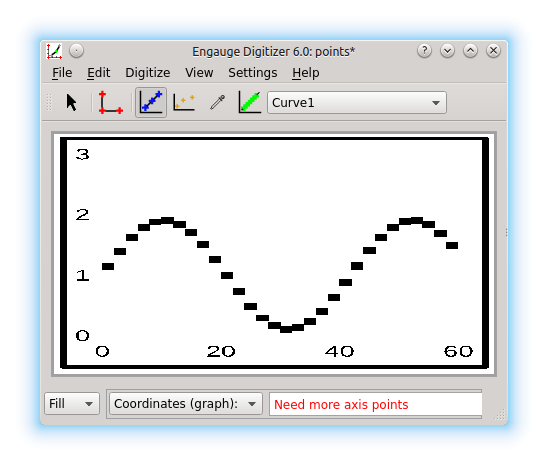 Engauge Digitizer 6.0: points*
File Edit Digitize View Settings Help
Curve1
3
2
1
0
0 20 40 60
Fill Coordinates (graph): Need more axis points